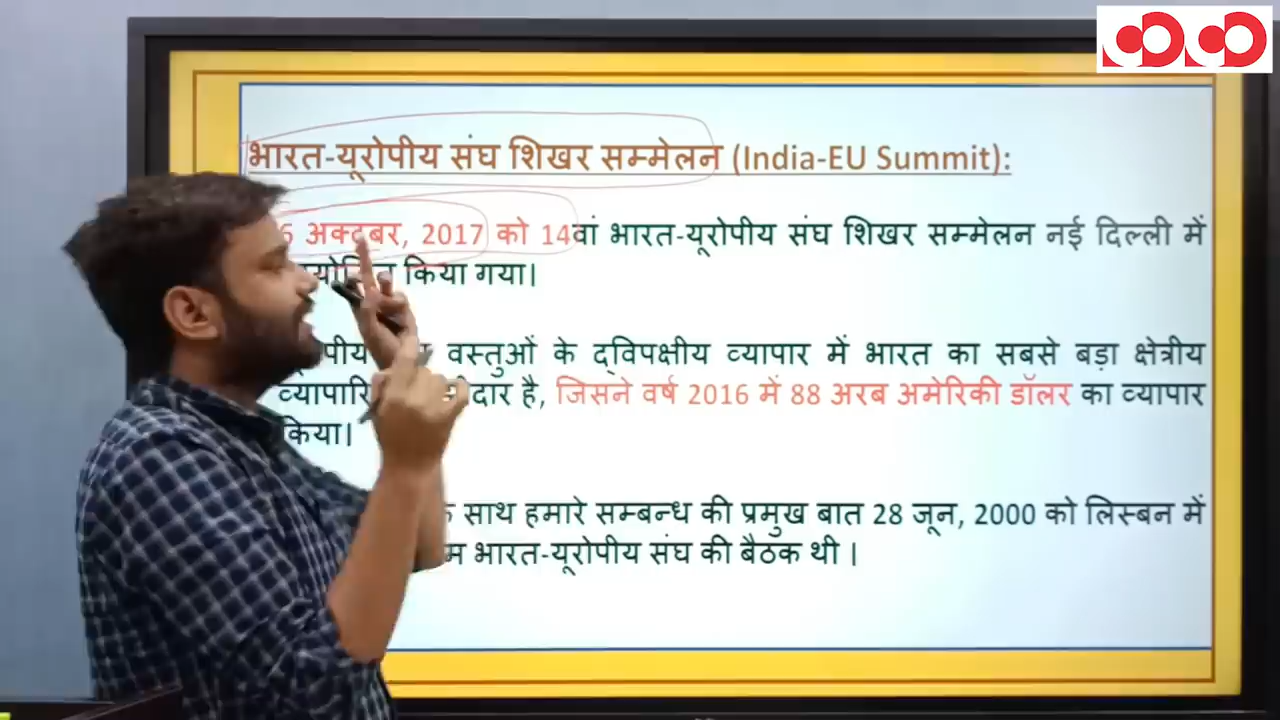 भारत-यूरोपीय संघ शिखर सम्मेलन (India-EU Summit):
6 अक्टूबर, 2017 को 14वां भारत-यूरोपीय संघ शिखर सम्मेलन नई दिल्ली में
किया गया।
वस्तुओं के द्विपक्षीय व्यापार में भारत का सबसे बड़ा क्षेत्रीय
है, जिसने वर्ष 2016 में 88 अरब अमेरिकी डॉलर का व्यापार
किया।
साथ हमारे सम्बन्ध की प्रमुख बात 28 जून, 2000 को लिस्बन में
भारत-यूरोपीय संघ की बैठक थी |